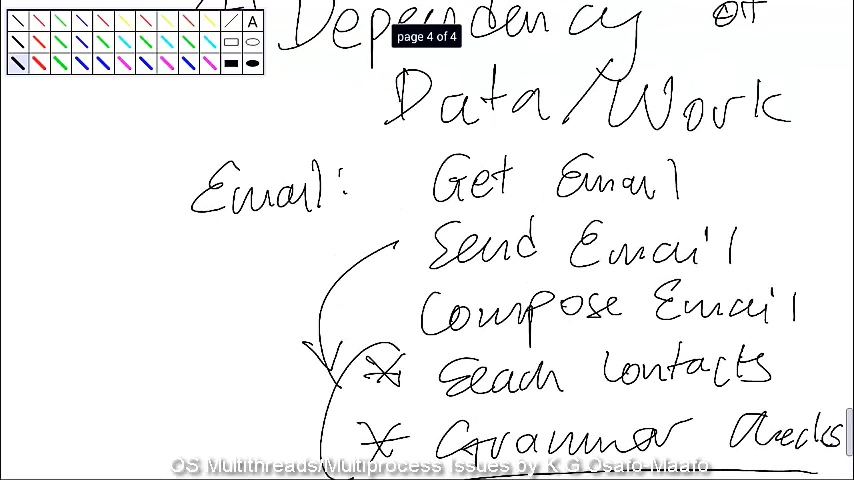 Dependency of
page 4 of 4
A
Data/Work
Email: Get Email
Send Email
Compose Email
* Seach Contacts
* Grammar Checks
OS Multithreads/Multiprocess Issues by K.G.Osafo-Maafo